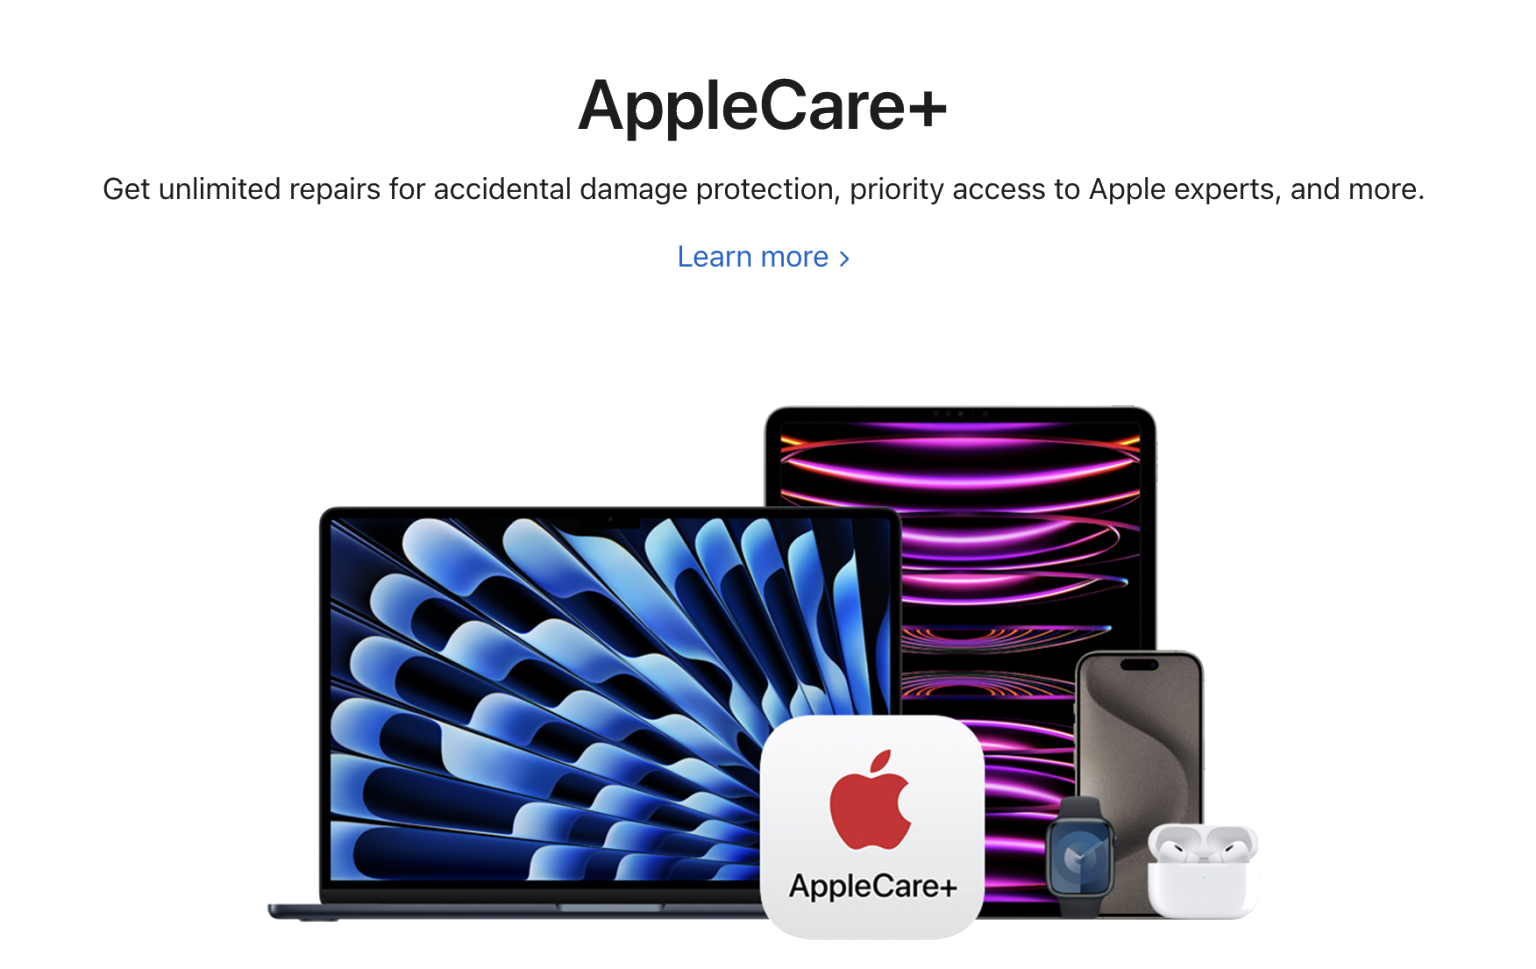 AppleCare+
Get unlimited repairs for accidental damage protection, priority access to Apple experts, and more.
Learn more >
AppleCare+